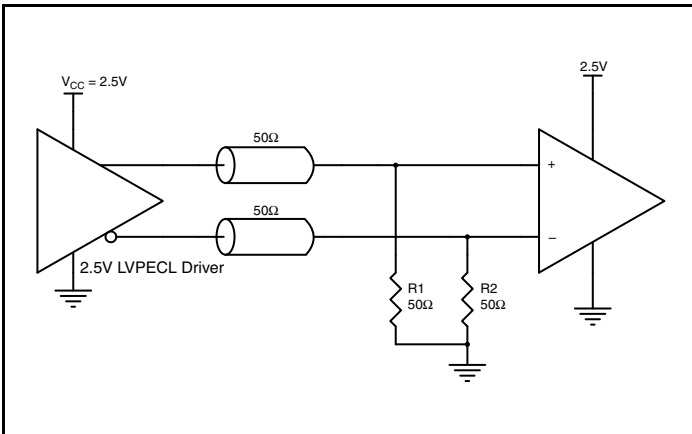 V_CC = 2.5V
2.5V
50Ω
50Ω
+
−
2.5V LVPECL Driver
R1
50Ω
R2
50Ω